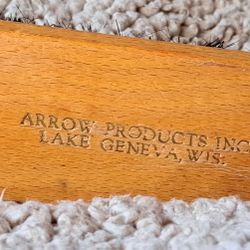 ARROW PRODUCTS INC.
LAKE GENEVA, WIS.